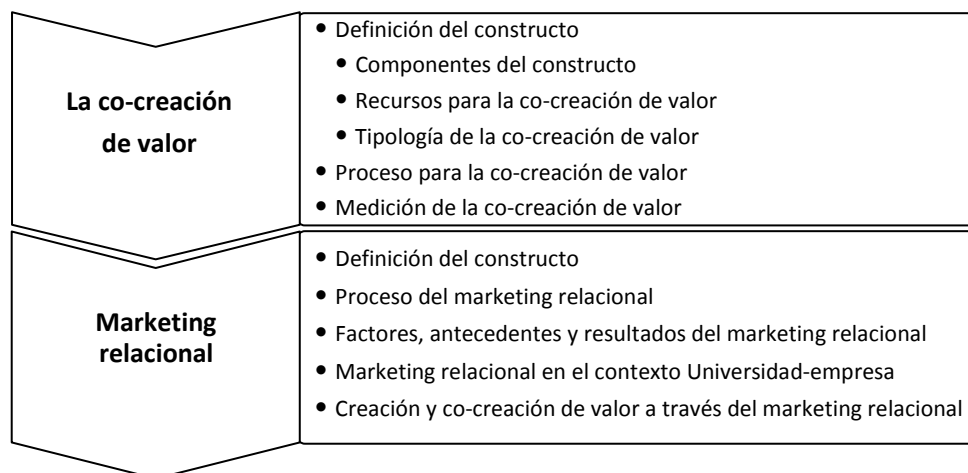 La co-creación
de valor
• Definición del constructo
• Componentes del constructo
• Recursos para la co-creación de valor
• Tipología de la co-creación de valor
• Proceso para la co-creación de valor
• Medición de la co-creación de valor
Marketing
relacional
• Definición del constructo
• Proceso del marketing relacional
• Factores, antecedentes y resultados del marketing relacional
• Marketing relacional en el contexto Universidad-empresa
• Creación y co-creación de valor a través del marketing relacional